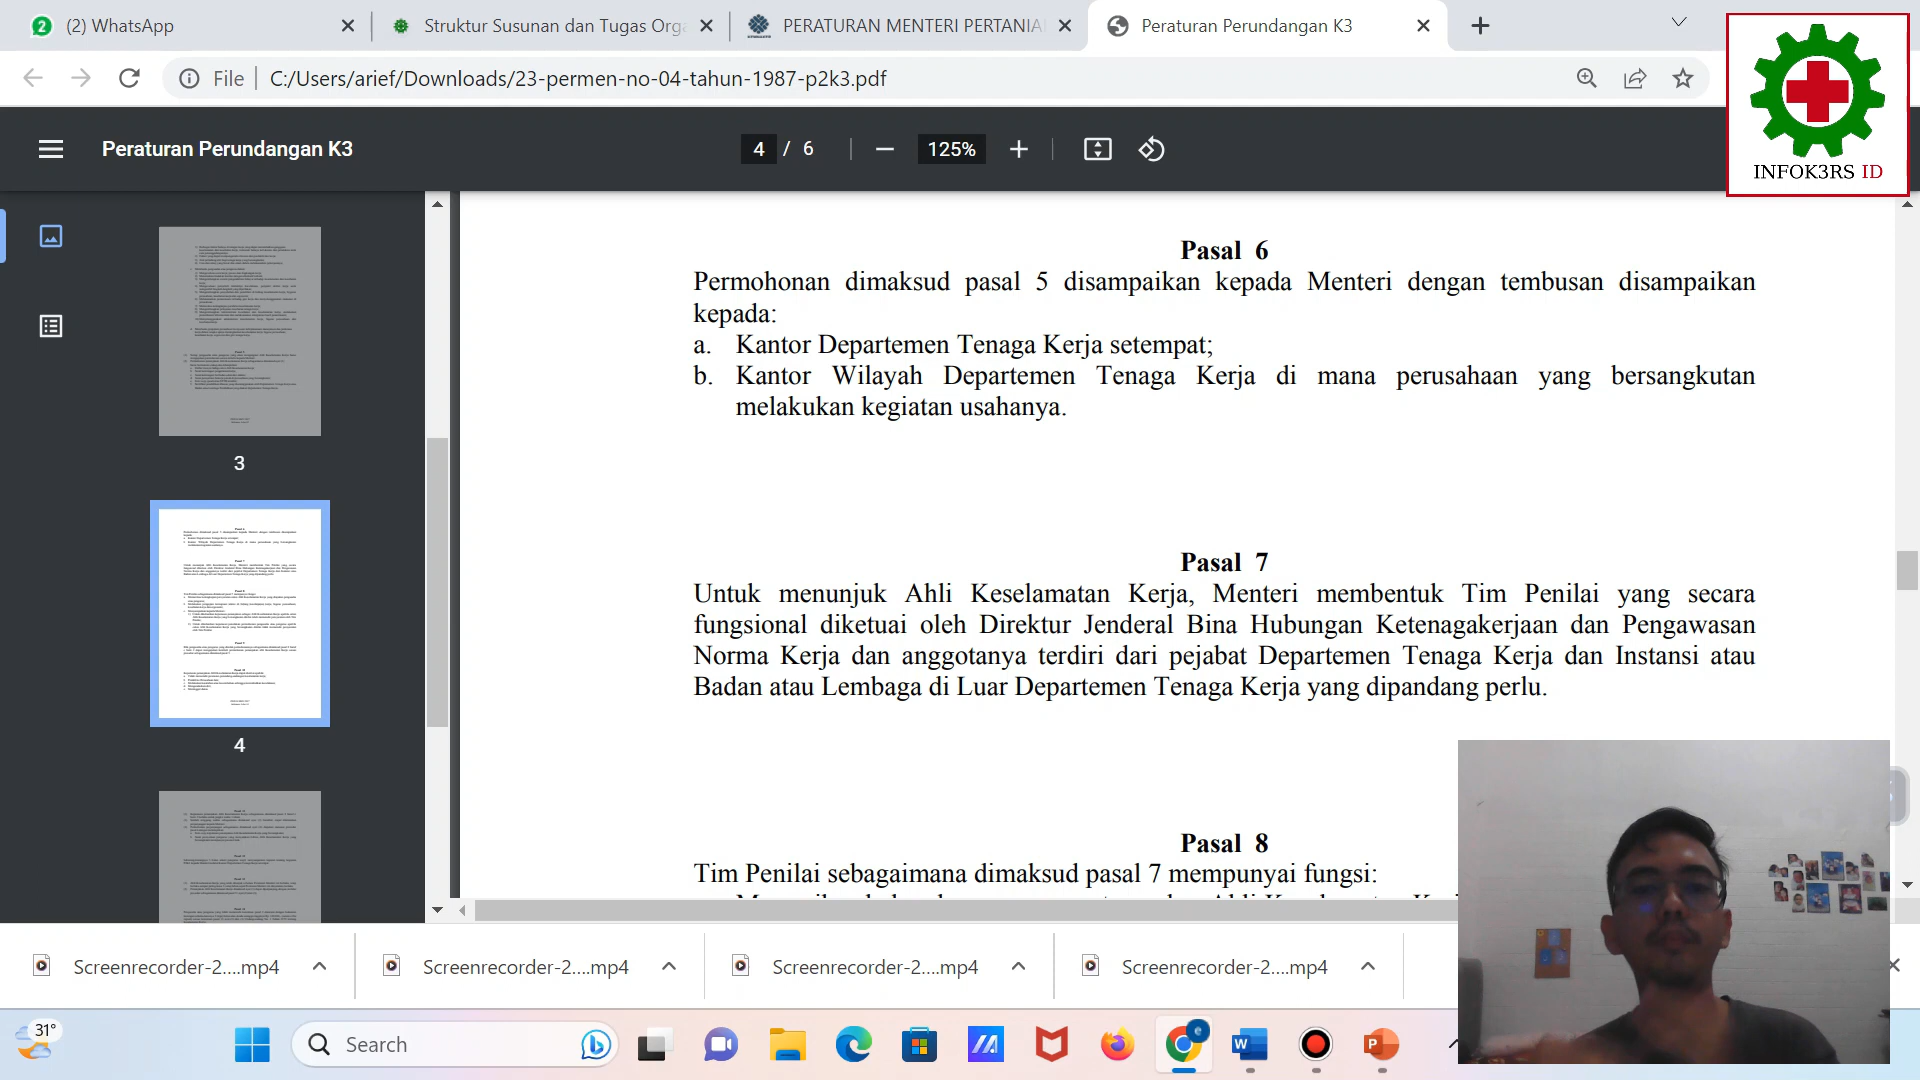 (2) WhatsApp
Struktur Susunan dan Tugas Orga
PERATURAN MENTERI PERTANIA
Peraturan Perundangan K3
File
C:/Users/arief/Downloads/23-permen-no-04-tahun-1987-p2k3.pdf
INFOK3RS ID
Peraturan Perundangan K3
4 / 6
125%
3
4
Pasal 6
Permohonan dimaksud pasal 5 disampaikan kepada Menteri dengan tembusan disampaikan
kepada:
a. Kantor Departemen Tenaga Kerja setempat;
b. Kantor Wilayah Departemen Tenaga Kerja di mana perusahaan yang bersangkutan
melakukan kegiatan usahanya.
Pasal 7
Untuk menunjuk Ahli Keselamatan Kerja, Menteri membentuk Tim Penilai yang secara
fungsional diketuai oleh Direktur Jenderal Bina Hubungan Ketenagakerjaan dan Pengawasan
Norma Kerja dan anggotanya terdiri dari pejabat Departemen Tenaga Kerja dan Instansi atau
Badan atau Lembaga di Luar Departemen Tenaga Kerja yang dipandang perlu.
Pasal 8
Tim Penilai sebagaimana dimaksud pasal 7 mempunyai fungsi:
Screenrecorder-2....mp4
Screenrecorder-2....mp4
Screenrecorder-2....mp4
Screenrecorder-2....mp4
31°
Search